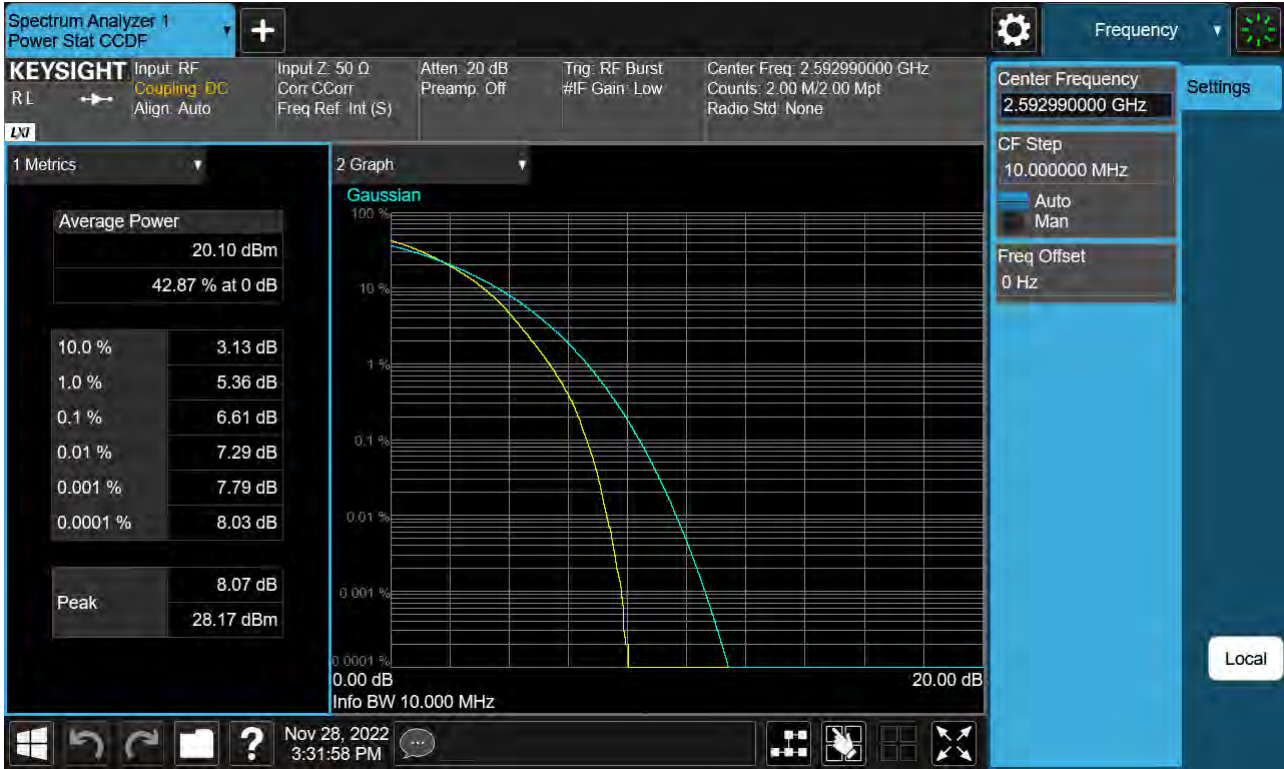 Spectrum Analyzer 1
Power Stat CCDF
+
Frequency
KEYSIGHT
RL
LXI
Input: RF
Coupling: DC
Align: Auto
Input Z: 50 Ω
Corr CCorr
Freq Ref: Int (S)
Atten: 20 dB
Preamp: Off
Trig: RF Burst
#IF Gain: Low
Center Freq: 2.592990000 GHz
Counts: 2.00 M/2.00 Mpt
Radio Std: None
1 Metrics
Average Power
20.10 dBm
42.87 % at 0 dB
10.0 % 3.13 dB
1.0 % 5.36 dB
0.1 % 6.61 dB
0.01 % 7.29 dB
0.001 % 7.79 dB
0.0001 % 8.03 dB
Peak
8.07 dB
28.17 dBm
2 Graph
Gaussian
100 %
10 %
1 %
0.1 %
0.01 %
0.001 %
0.0001 %
0.00 dB 20.00 dB
Info BW 10.000 MHz
Center Frequency
2.592990000 GHz
CF Step
10.000000 MHz
Auto
Man
Freq Offset
0 Hz
Settings
Local
?
Nov 28, 2022
3:31:58 PM